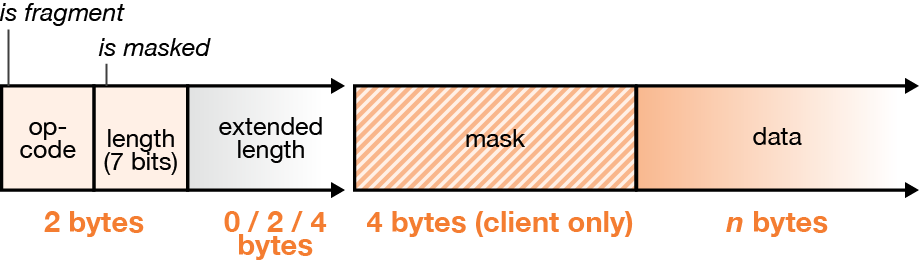 is fragment
is masked
op-
code
length
(7 bits)
extended
length
mask
data
2 bytes
0 / 2 / 4
bytes
4 bytes (client only)
n bytes